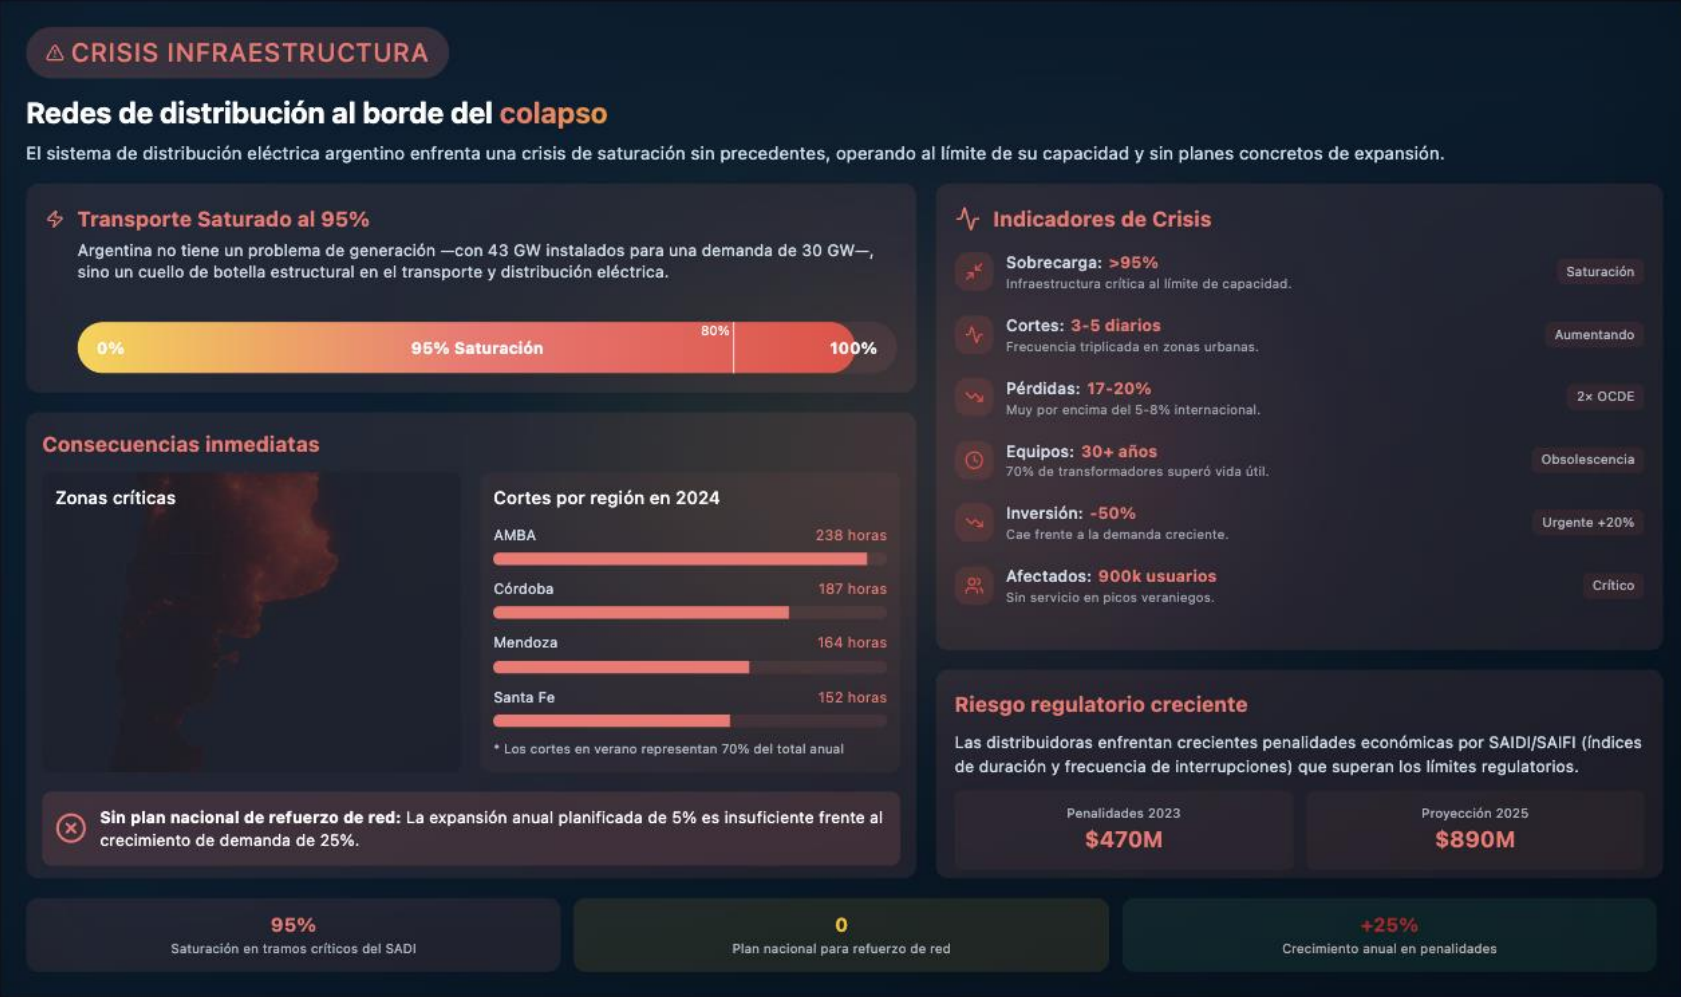 CRISIS INFRAESTRUCTURA
Redes de distribución al borde del colapso
El sistema de distribución eléctrica argentino enfrenta una crisis de saturación sin precedentes, operando al límite de su capacidad y sin planes concretos de expansión.
Transporte Saturado al 95%
Argentina no tiene un problema de generación —con 43 GW instalados para una demanda de 30 GW—,
sino un cuello de botella estructural en el transporte y distribución eléctrica.
0%
95% Saturación
80%
100%
Consecuencias inmediatas
Zonas críticas
Cortes por región en 2024
AMBA 238 horas
Córdoba 187 horas
Mendoza 164 horas
Santa Fe 152 horas
* Los cortes en verano representan 70% del total anual
Sin plan nacional de refuerzo de red: La expansión anual planificada de 5% es insuficiente frente al
crecimiento de demanda de 25%.
Indicadores de Crisis
Sobrecarga: >95%
Infraestructura crítica al límite de capacidad.
Saturación
Cortes: 3-5 diarios
Frecuencia triplicada en zonas urbanas.
Aumentando
Pérdidas: 17-20%
Muy por encima del 5-8% internacional.
2× OCDE
Equipos: 30+ años
70% de transformadores superó vida útil.
Obsolescencia
Inversión: -50%
Cae frente a la demanda creciente.
Urgente +20%
Afectados: 900k usuarios
Sin servicio en picos veraniegos.
Crítico
Riesgo regulatorio creciente
Las distribuidoras enfrentan crecientes penalidades económicas por SAIDI/SAIFI (índices
de duración y frecuencia de interrupciones) que superan los límites regulatorios.
Penalidades 2023
$470M
Proyección 2025
$890M
95%
Saturación en tramos críticos del SADI
0
Plan nacional para refuerzo de red
+25%
Crecimiento anual en penalidades